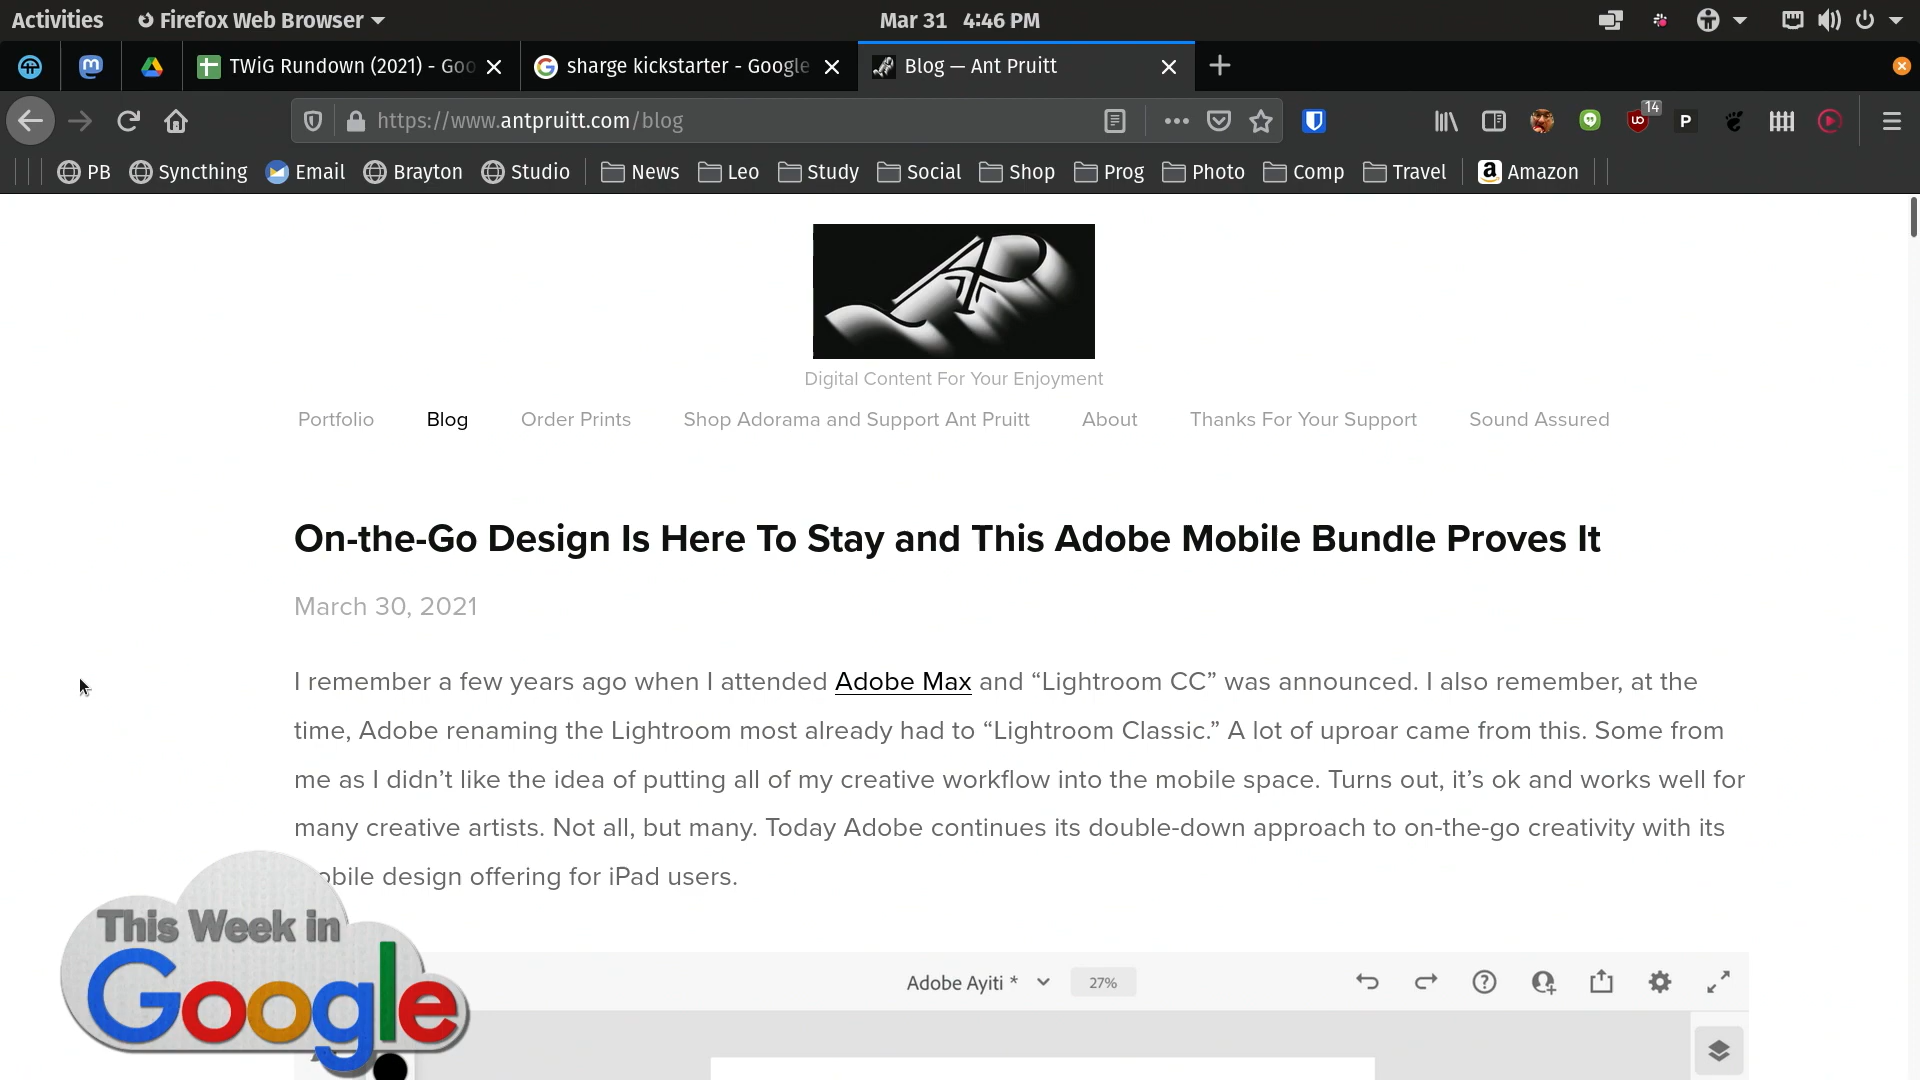 Activities Firefox Web Browser Mar 31 4:46 PM
TWiG Rundown (2021) - Goo sharge kickstarter - Google Blog — Ant Pruitt
https://www.antpruitt.com/blog 14
PB Syncthing Email Brayton Studio News Leo Study Social Shop Prog Photo Comp Travel Amazon
Digital Content For Your Enjoyment
Portfolio Blog Order Prints Shop Adorama and Support Ant Pruitt About Thanks For Your Support Sound Assured
On-the-Go Design Is Here To Stay and This Adobe Mobile Bundle Proves It
March 30, 2021
I remember a few years ago when I attended Adobe Max and “Lightroom CC” was announced. I also remember, at the
time, Adobe renaming the Lightroom most already had to “Lightroom Classic.” A lot of uproar came from this. Some from
me as I didn’t like the idea of putting all of my creative workflow into the mobile space. Turns out, it’s ok and works well for
many creative artists. Not all, but many. Today Adobe continues its double-down approach to on-the-go creativity with its
obile design offering for iPad users.
This Week in
Google
Adobe Ayiti * 27%